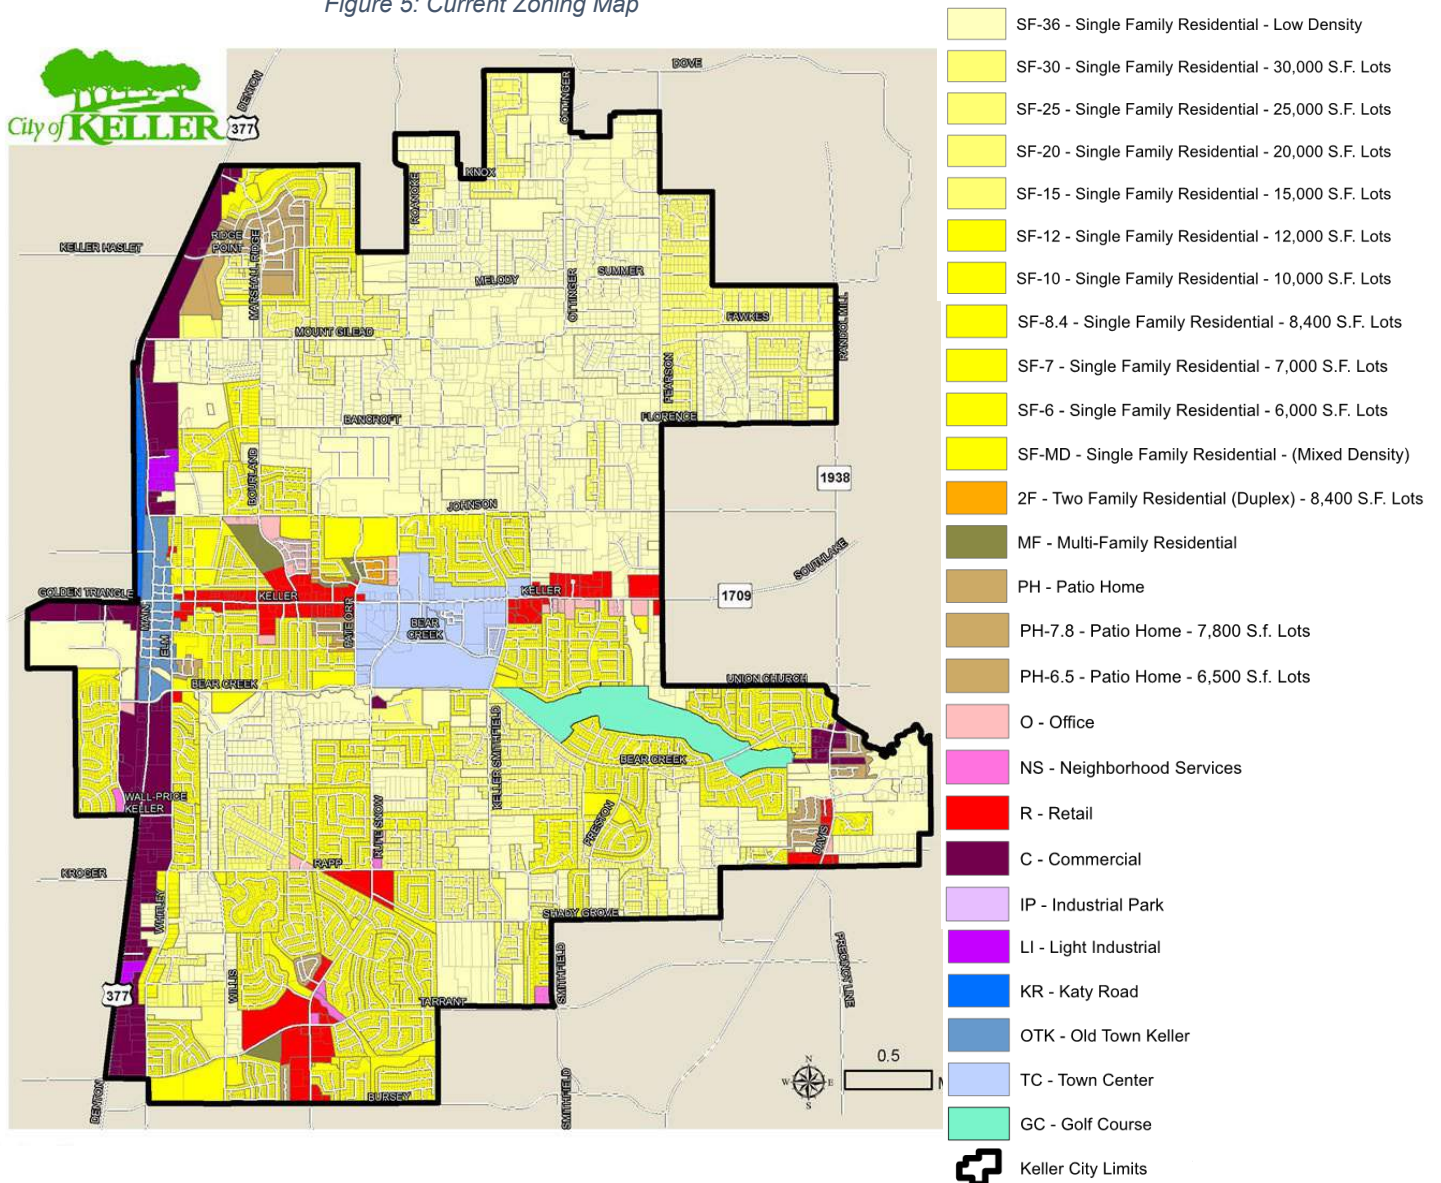 Figure 5: Current Zoning Map
City of KELLER
377
DENTON
DOVE
OTTINGER
KNOX
ROANOKE
KELLER HASLET
RIDGE
POINT
MARSHALL RIDGE
MELODY
OTTINGER
SUMMER
MOUNT GILEAD
FAWKES
RANDOL MILL
PEARSON
BANCROFT
FLORENCE
BOURLAND
1938
JOHNSON
SOUTHLAKE
GOLDEN TRIANGLE
KELLER
KELLER
1709
MAIN
ELM
KATIE ORR
BEAR
CREEK
BEAR CREEK
UNION CHURCH
KELLER SMITHFIELD
BEAR CREEK
WALL-PRICE
KELLER
RUFE SNOW
PRESTON
DAVIS
RAPP
KROGER
WHITLEY
SHADY GROVE
WILLIS
SMITHFIELD
PRECINCT LINE
377
TARRANT
DENTON
BURSEY
SMITHFIELD
N
W E
S
0.5
SF-36 - Single Family Residential - Low Density
SF-30 - Single Family Residential - 30,000 S.F. Lots
SF-25 - Single Family Residential - 25,000 S.F. Lots
SF-20 - Single Family Residential - 20,000 S.F. Lots
SF-15 - Single Family Residential - 15,000 S.F. Lots
SF-12 - Single Family Residential - 12,000 S.F. Lots
SF-10 - Single Family Residential - 10,000 S.F. Lots
SF-8.4 - Single Family Residential - 8,400 S.F. Lots
SF-7 - Single Family Residential - 7,000 S.F. Lots
SF-6 - Single Family Residential - 6,000 S.F. Lots
SF-MD - Single Family Residential - (Mixed Density)
2F - Two Family Residential (Duplex) - 8,400 S.F. Lots
MF - Multi-Family Residential
PH - Patio Home
PH-7.8 - Patio Home - 7,800 S.f. Lots
PH-6.5 - Patio Home - 6,500 S.f. Lots
O - Office
NS - Neighborhood Services
R - Retail
C - Commercial
IP - Industrial Park
LI - Light Industrial
KR - Katy Road
OTK - Old Town Keller
TC - Town Center
GC - Golf Course
Keller City Limits